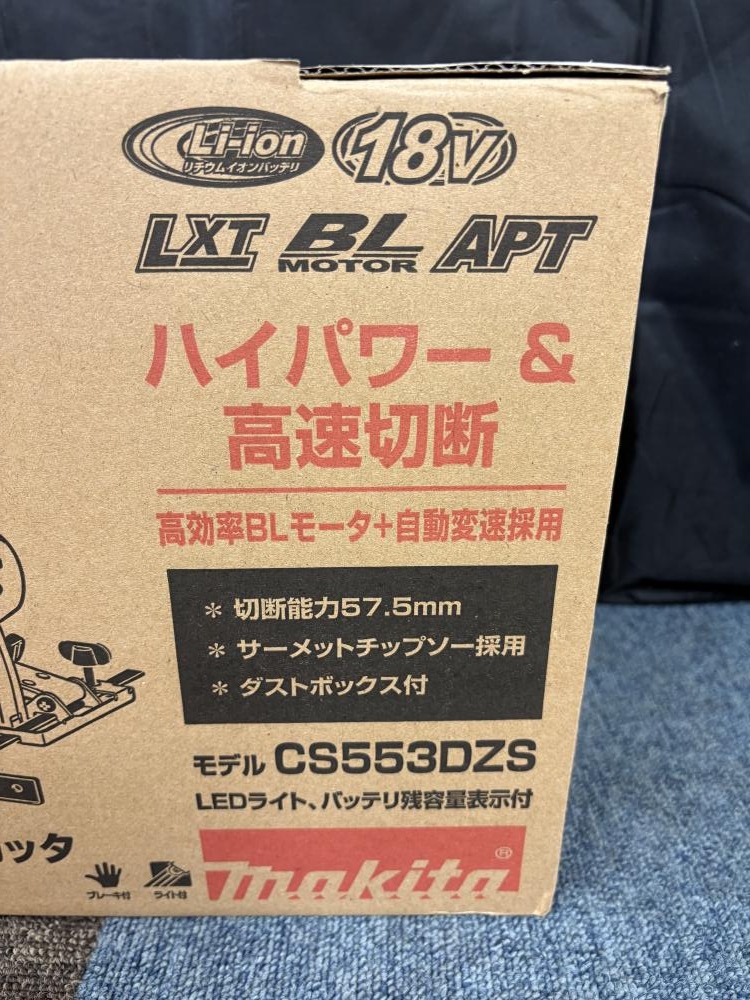 Li-ion 18V
リチウムイオンバッテリ
LXT BL MOTOR APT
ハイパワー &
高速切断
高効率BLモータ+自動変速採用
* 切断能力57.5mm
* サーメットチップソー採用
* ダストボックス付
モデル CS553DZS
LEDライト、バッテリ残容量表示付
ッタ
ブレーキ付 ライト付
makita®